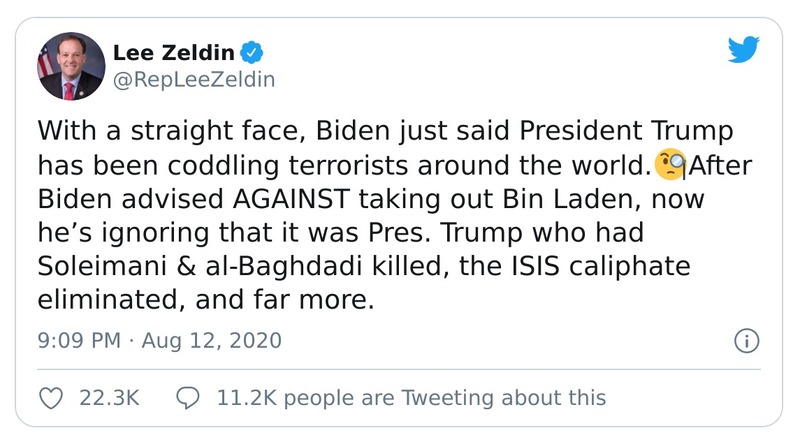 Lee Zeldin
@RepLeeZeldin
With a straight face, Biden just said President Trump
has been coddling terrorists around the world.🧐After
Biden advised AGAINST taking out Bin Laden, now
he’s ignoring that it was Pres. Trump who had
Soleimani & al-Baghdadi killed, the ISIS caliphate
eliminated, and far more.
9:09 PM · Aug 12, 2020
22.3K 11.2K people are Tweeting about this